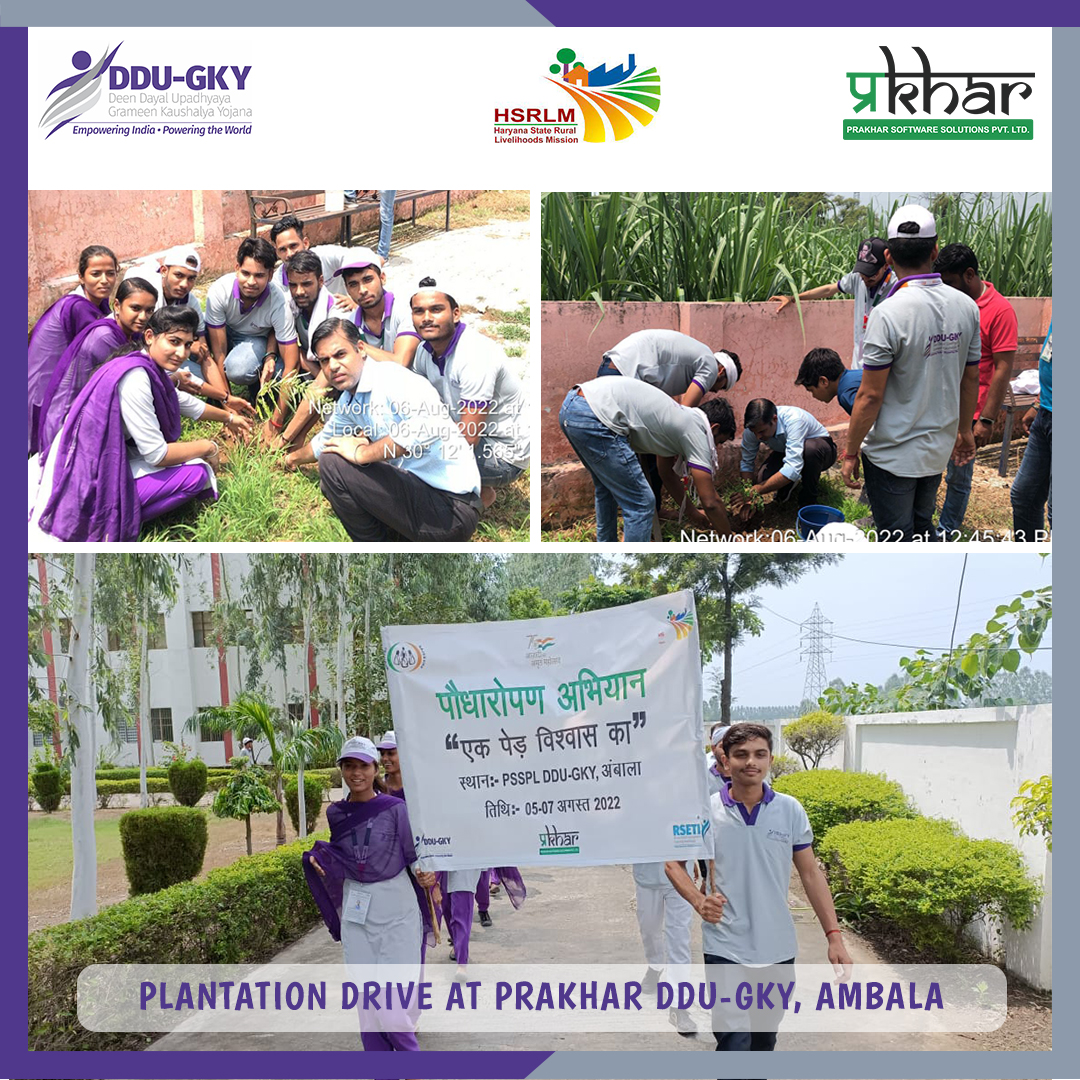 DDU-GKY
Deen Dayal Upadhyaya
Grameen Kaushalya Yojana
Empowering India • Powering the World
HSRLM
Haryana State Rural
Livelihoods Mission
प्रkhar
PRAKHAR SOFTWARE SOLUTIONS PVT. LTD.
Network: 06-Aug-2022 at
Local: 06-Aug-2022 at
N 30° 12'
DDU-GKY
Network:06-Aug-2022 at 12:45:43 P
पौधारोपण अभियान
“एक पेड़ विश्वास का”
स्थान:- PSSPL DDU-GKY, अंबाला
तिथि:- 05-07 अगस्त 2022
DDU-GKY
प्रkhar
RSETI
PLANTATION DRIVE AT PRAKHAR DDU-GKY, AMBALA